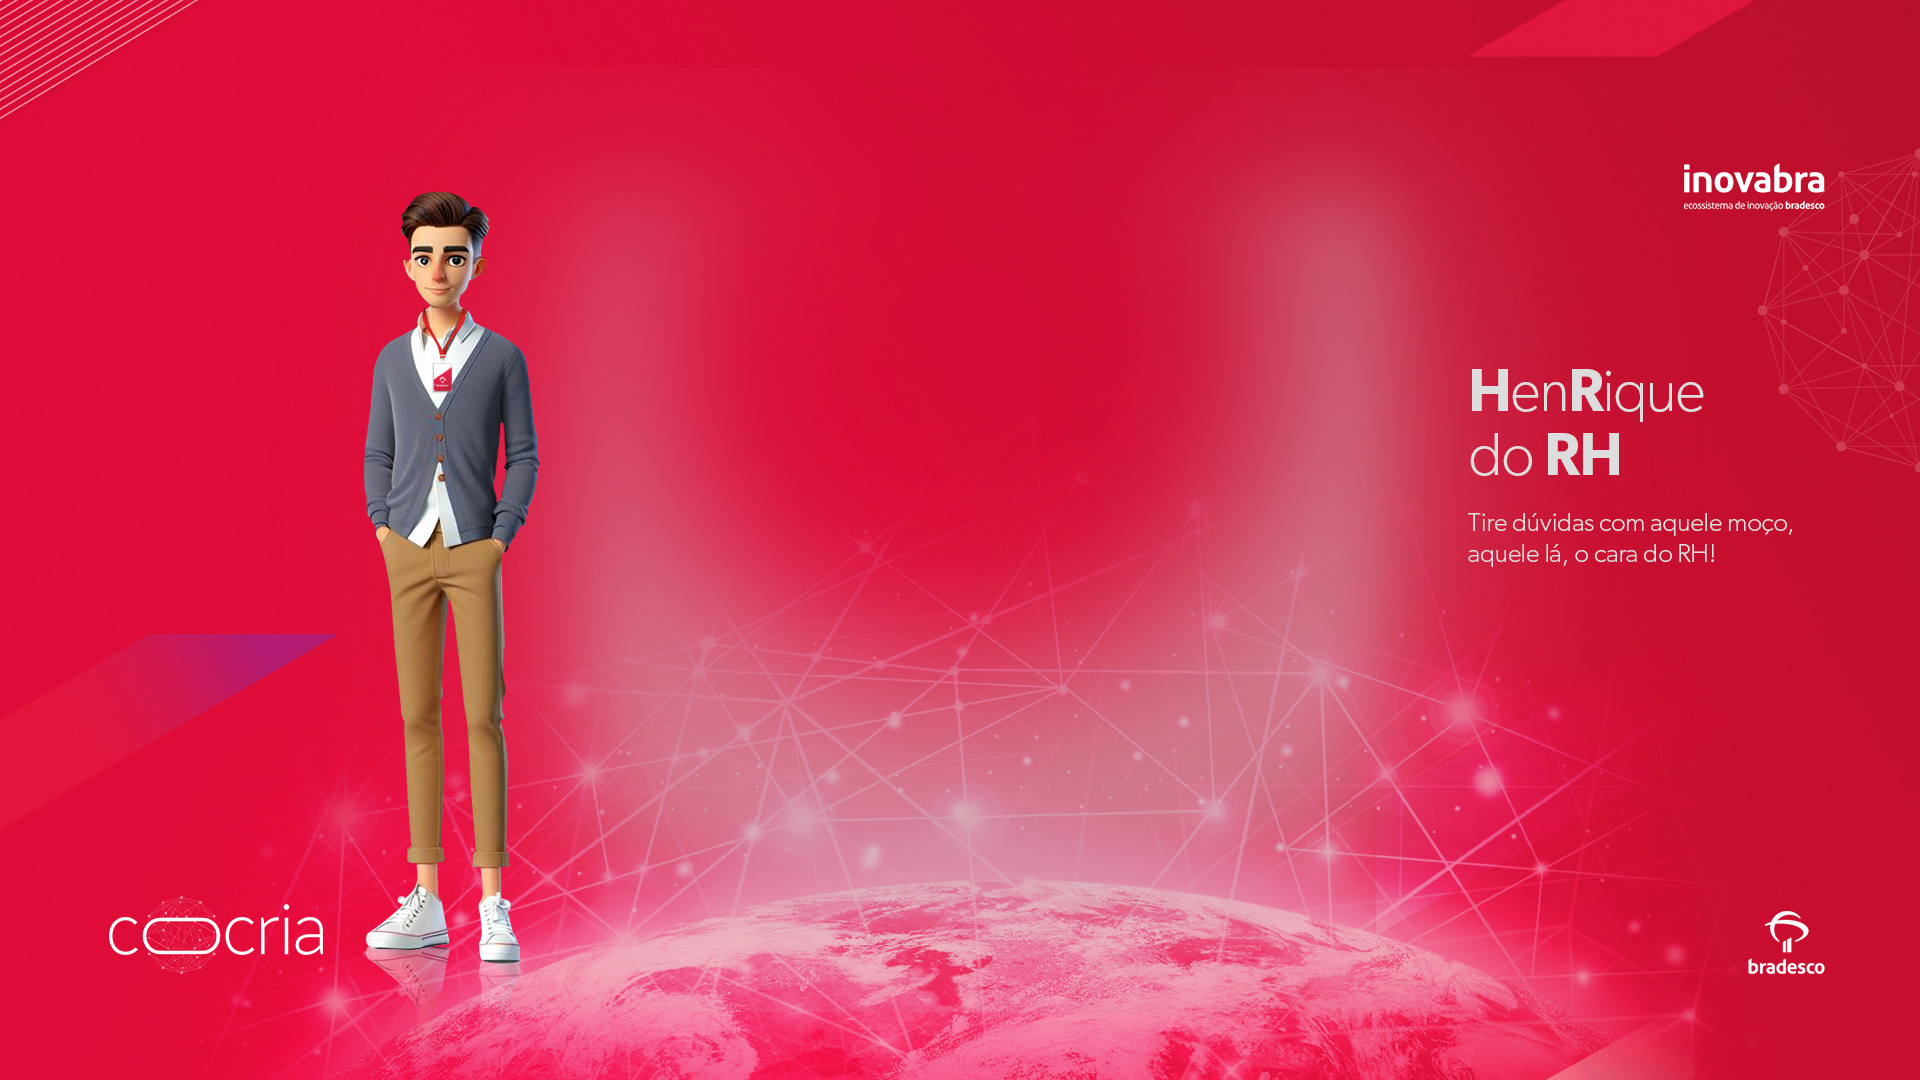 inovabra
ecossistema de inovação bradesco
HenRique
do RH
Tire dúvidas com aquele moço,
aquele lá, o cara do RH!
coocria
bradesco